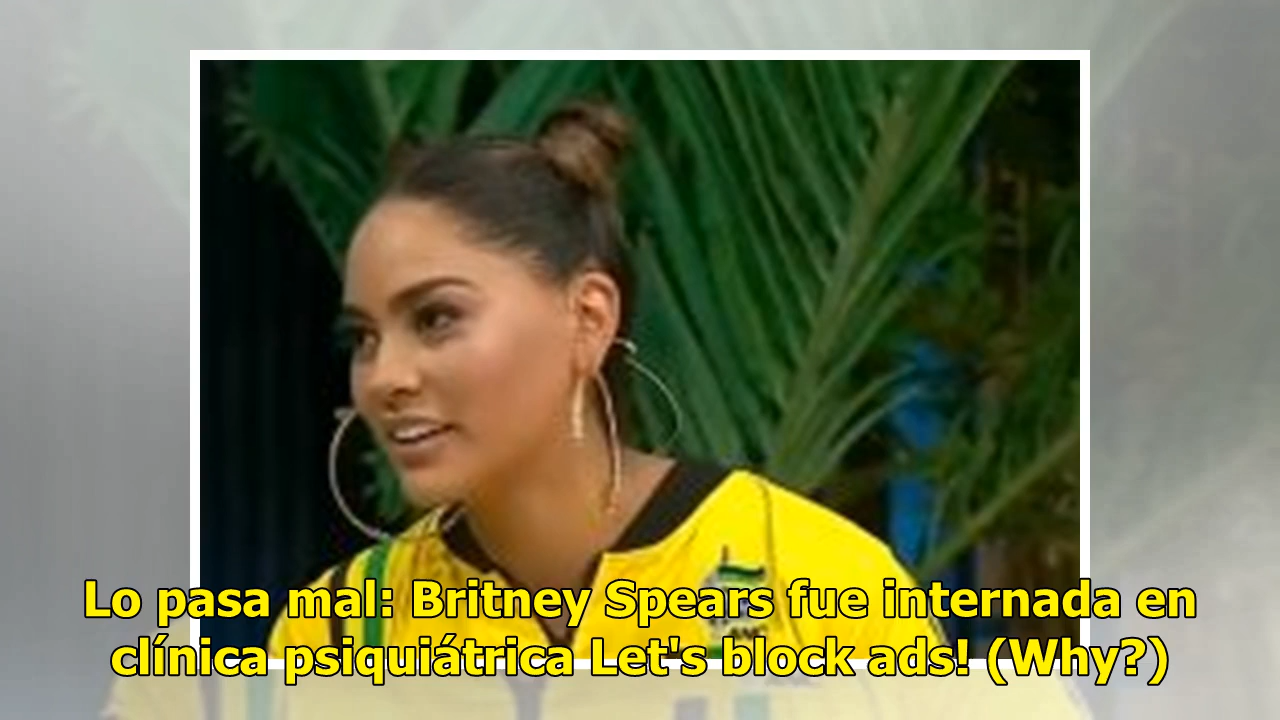 Lo pasa mal: Britney Spears fue internada en
clínica psiquiátrica Let's block ads! (Why?)